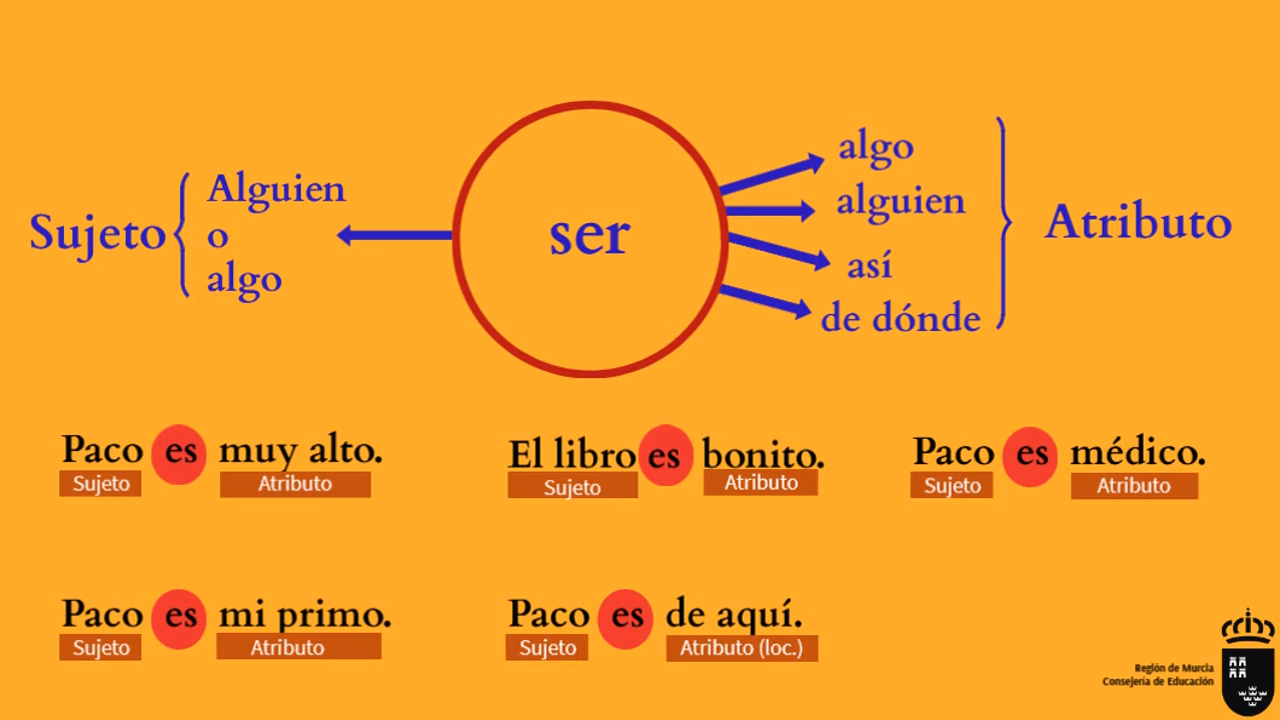 Sujeto
Alguien
o
algo
ser
algo
alguien
así
de dónde
Atributo
Paco es muy alto.
Sujeto Atributo
El libro es bonito.
Sujeto Atributo
Paco es médico.
Sujeto Atributo
Paco es mi primo.
Sujeto Atributo
Paco es de aquí.
Sujeto Atributo (loc.)
Región de Murcia
Consejería de Educación